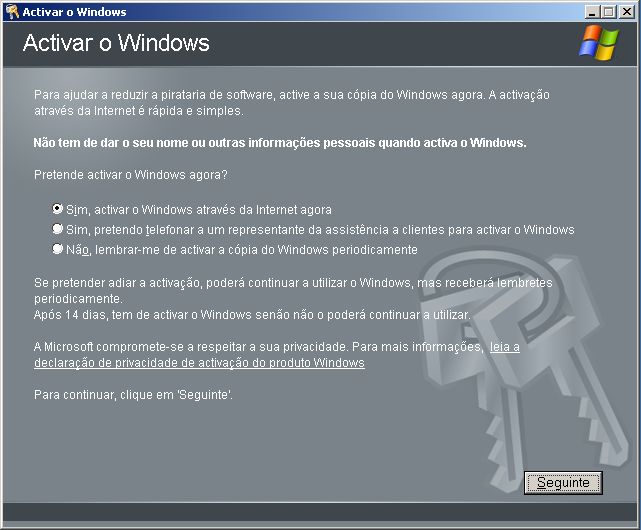 Activar o Windows
Activar o Windows
Para ajudar a reduzir a pirataria de software, active a sua cópia do Windows agora. A activação
através da Internet é rápida e simples.
Não tem de dar o seu nome ou outras informações pessoais quando activa o Windows.
Pretende activar o Windows agora?
Sim, activar o Windows através da Internet agora
Sim, pretendo telefonar a um representante da assistência a clientes para activar o Windows
Não, lembrar-me de activar a cópia do Windows periodicamente
Se pretender adiar a activação, poderá continuar a utilizar o Windows, mas receberá lembretes
periodicamente.
Após 14 dias, tem de activar o Windows senão não o poderá continuar a utilizar.
A Microsoft compromete-se a respeitar a sua privacidade. Para mais informações, leia a
declaração de privacidade de activação do produto Windows
Para continuar, clique em 'Seguinte'.
Seguinte